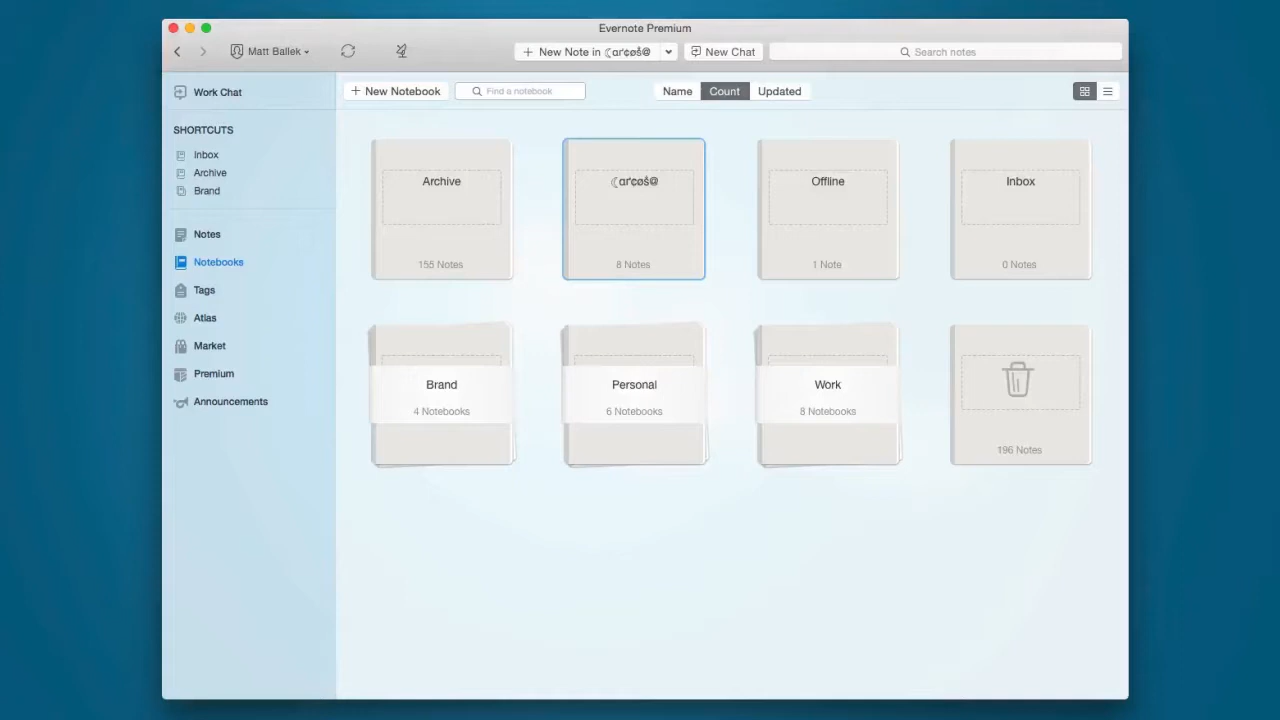 Evernote Premium
Matt Ballek
New Note in
New Chat
Search notes
Work Chat
New Notebook
Find a notebook
Name
Count
Updated
SHORTCUTS
Inbox
Archive
Brand
Notes
Notebooks
Tags
Atlas
Market
Premium
Announcements
Archive
155 Notes
8 Notes
Offline
1 Note
Inbox
0 Notes
Brand
4 Notebooks
Personal
6 Notebooks
Work
8 Notebooks
196 Notes